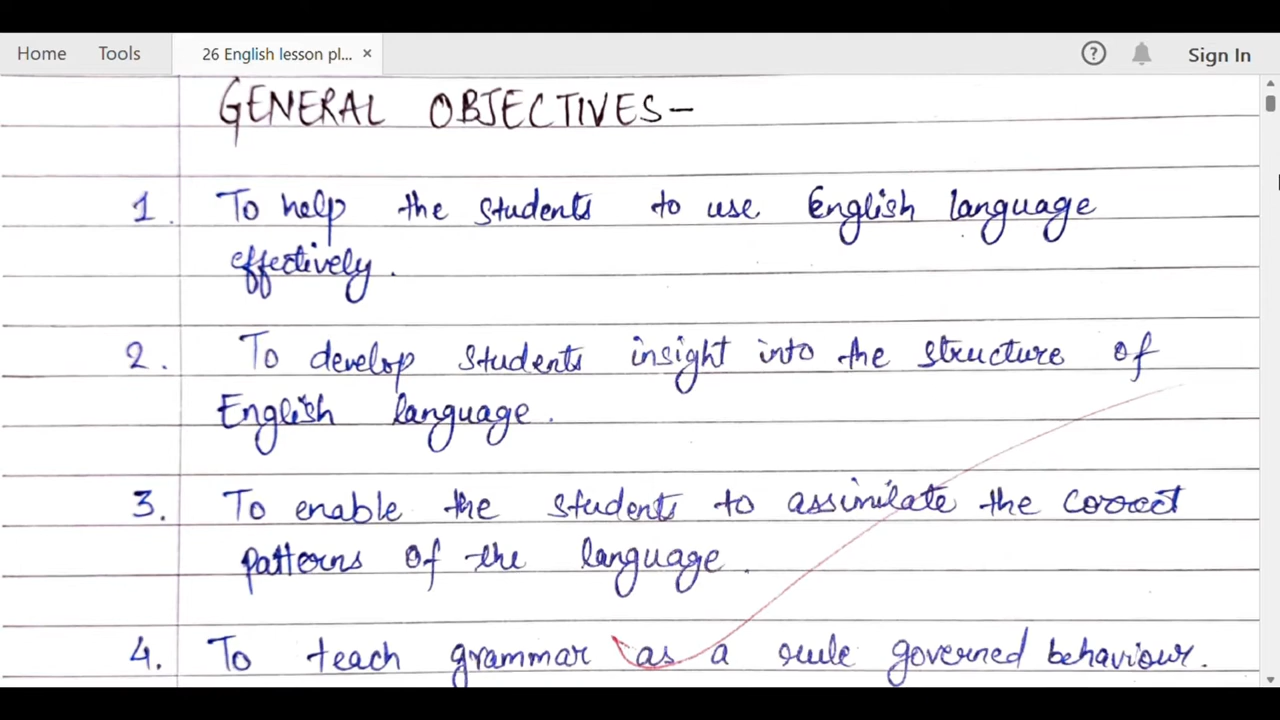 Home Tools 26 English lesson pl... × Sign In
GENERAL OBJECTIVES-
1. To help the students to use English language
effectively.
2. To develop students insight into the structure of
English language.
3. To enable the students to assimilate the correct
patterns of the language.
4. To teach grammar as a rule governed behaviour.